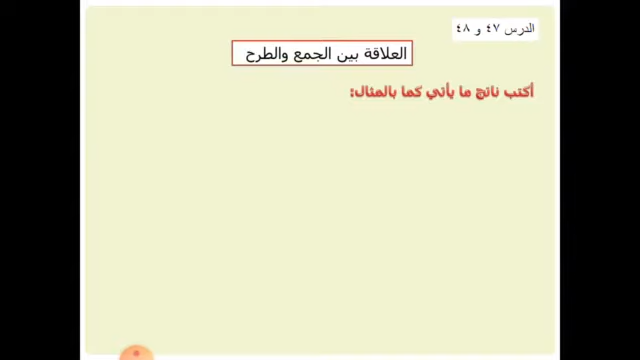 الدرس ٤٧ و ٤٨
العلاقة بين الجمع والطرح
أكتب ناتج ما يأتي كما بالمثال: